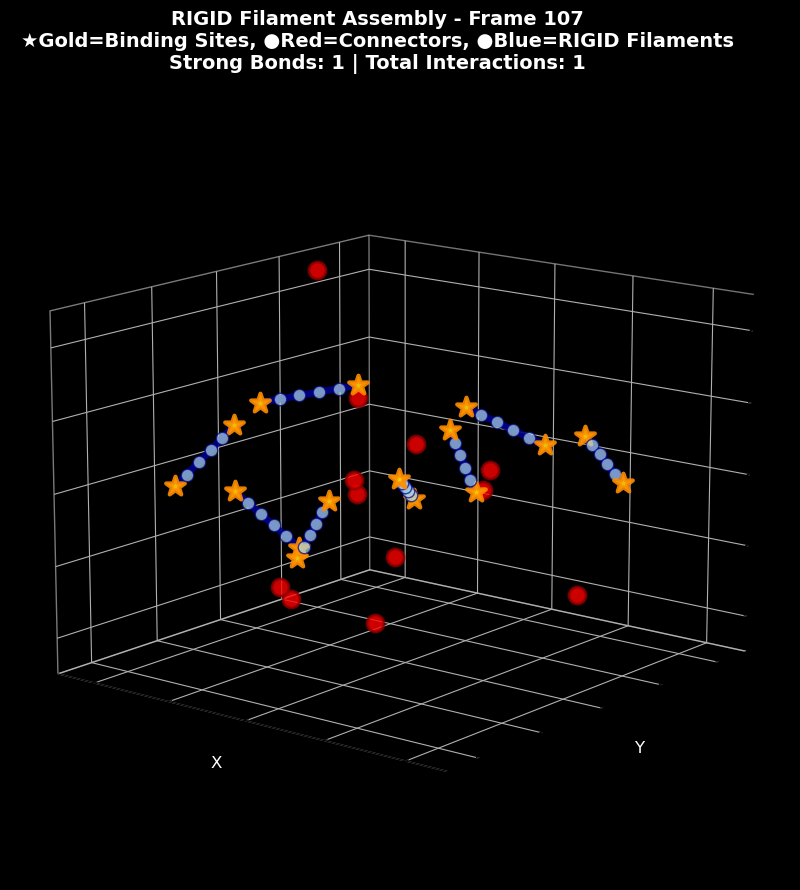 RIGID Filament Assembly - Frame 107
★Gold=Binding Sites, ●Red=Connectors, ●Blue=RIGID Filaments
Strong Bonds: 1 | Total Interactions: 1
Y
X